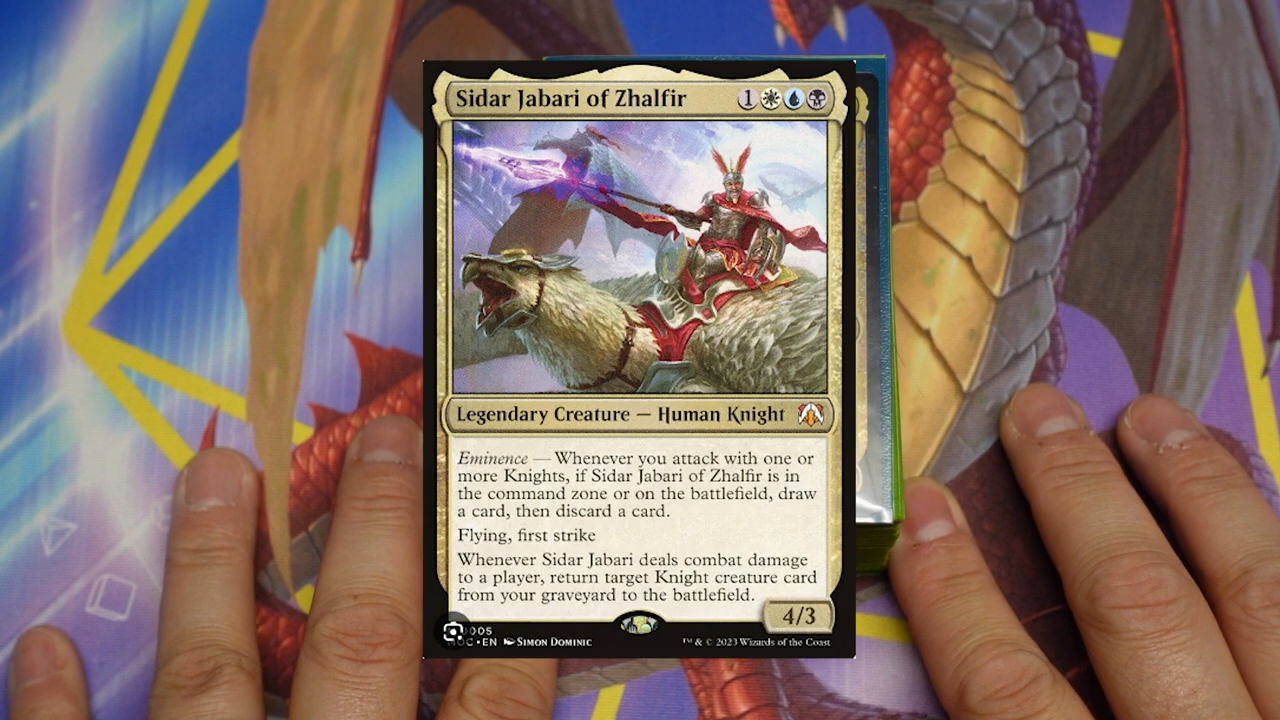 Sidar Jabari of Zhalfir 1
Legendary Creature — Human Knight
Eminence — Whenever you attack with one or
more Knights, if Sidar Jabari of Zhalfir is in
the command zone or on the battlefield, draw
a card, then discard a card.
Flying, first strike
Whenever Sidar Jabari deals combat damage
to a player, return target Knight creature card
from your graveyard to the battlefield.
4/3
EN Simon Dominic ™ & © 2023 Wizards of the Coast